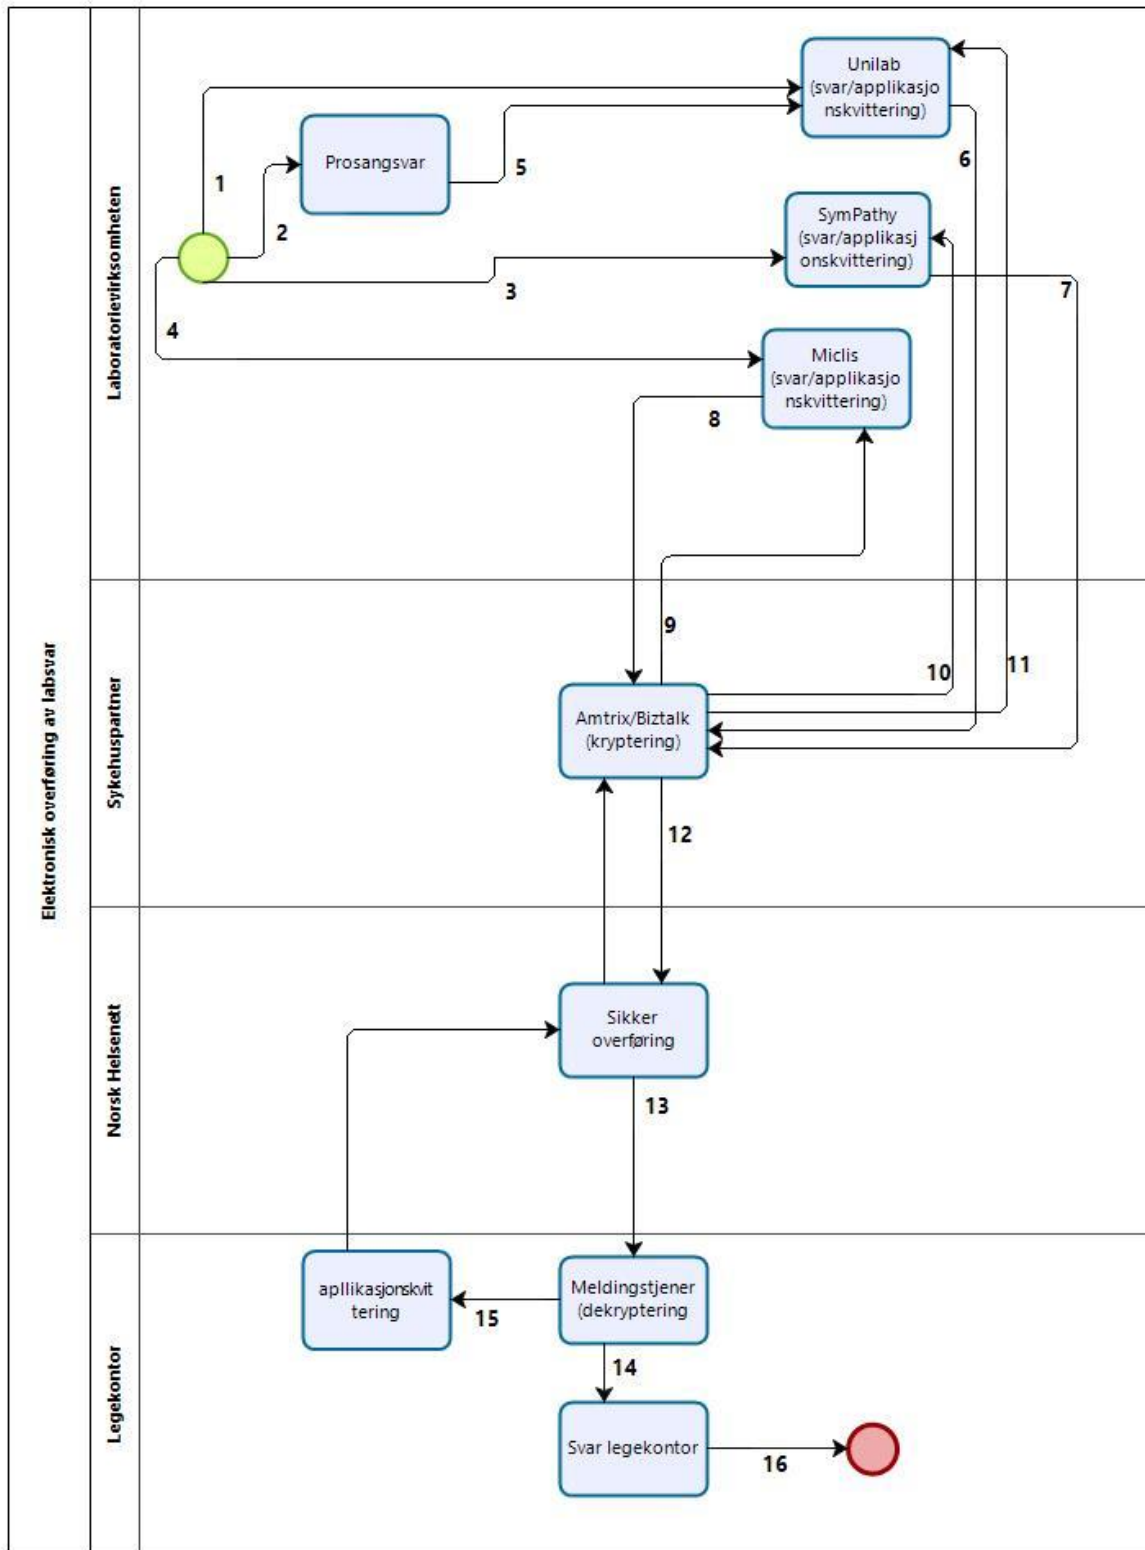 Elektronisk overføring av labsvar
Laboratorievirksomheten
Unilab
(svar/applikasjo
nskvittering)
Prosangsvar
1
2
5
6
SymPathy
(svar/applikasj
onskvittering)
3
7
4
Miclis
(svar/applikasjo
nskvittering)
8
Sykehuspartner
9
10
11
Amtrix/Biztalk
(kryptering)
12
Norsk Helsenett
Sikker
overføring
13
Legekontor
apllikasjonskvit
tering
Meldingstjener
(dekryptering
15
14
Svar legekontor
16